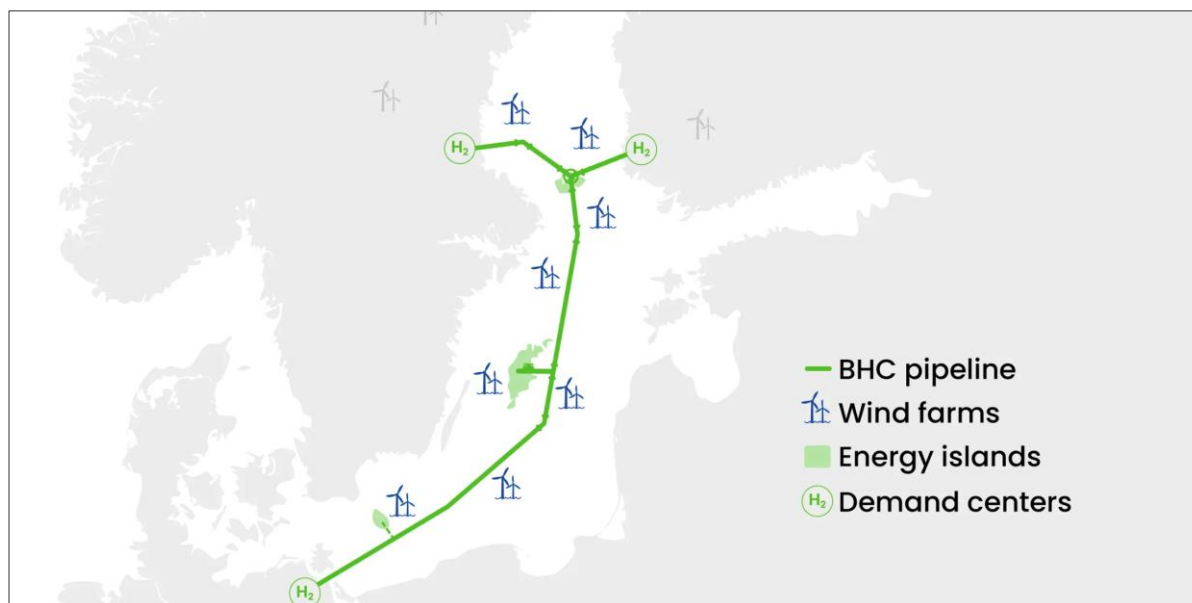 H₂
H₂
BHC pipeline
Wind farms
Energy islands
H₂ Demand centers
H₂